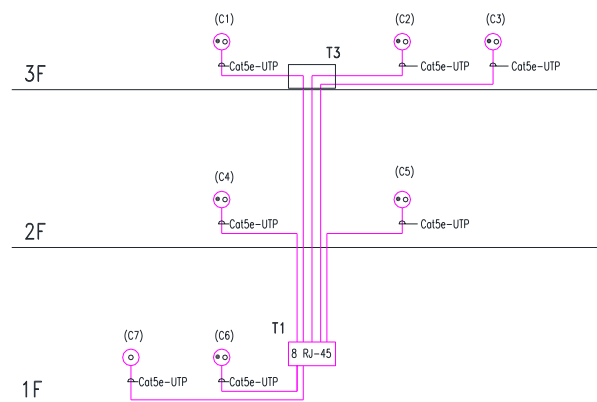 (C1)
(C2)
(C3)
T3
3F
Cat5e-UTP
Cat5e-UTP
Cat5e-UTP
(C4)
(C5)
2F
Cat5e-UTP
Cat5e-UTP
T1
(C7)
(C6)
8 RJ-45
1F
Cat5e-UTP
Cat5e-UTP